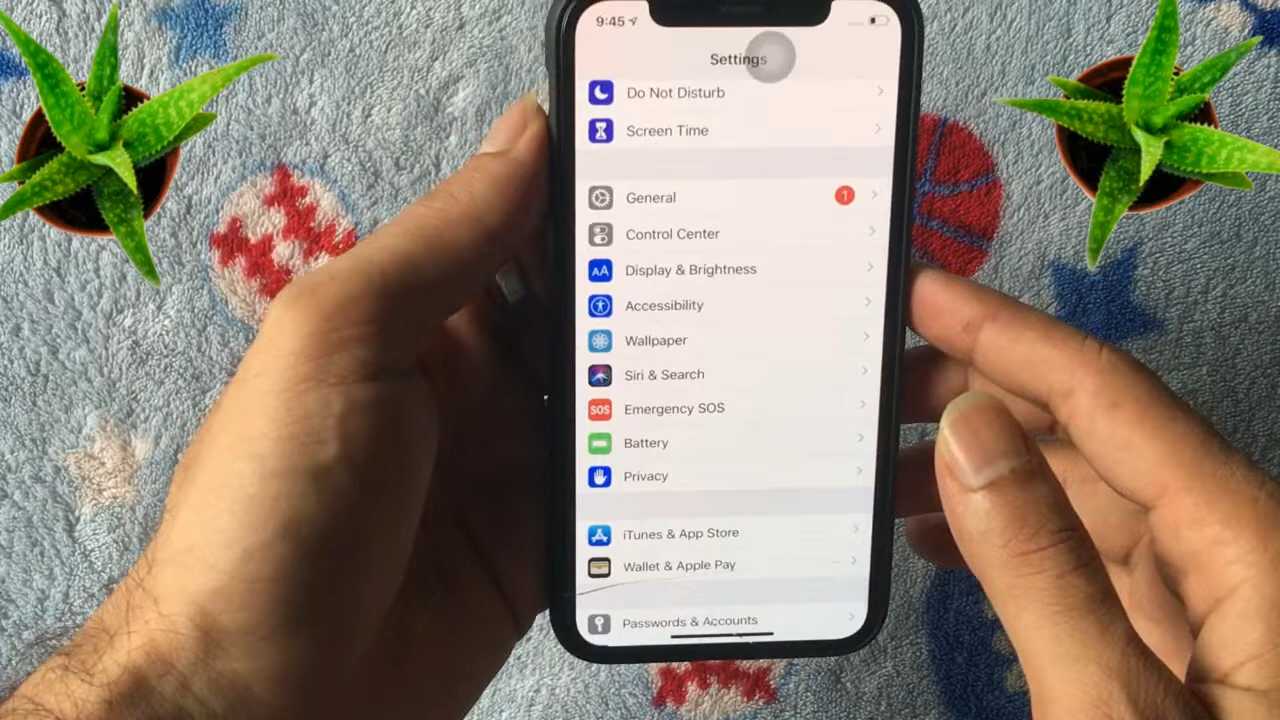 9:45
Settings
Do Not Disturb
Screen Time
General 1
Control Center
AA Display & Brightness
Accessibility
Wallpaper
Siri & Search
SOS Emergency SOS
Battery
Privacy
iTunes & App Store
Wallet & Apple Pay
Passwords & Accounts